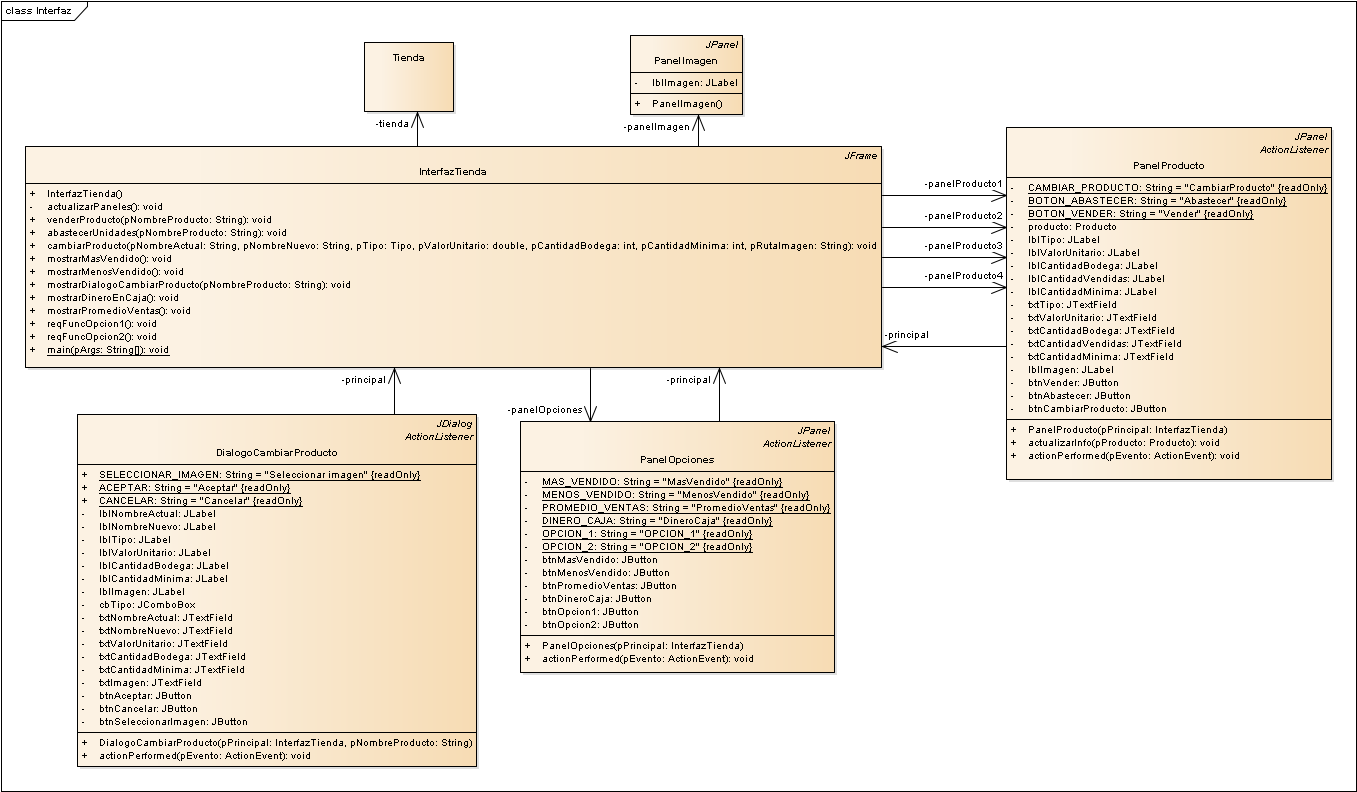 class Interfaz
Tienda
-tienda
JPanel
PanelImagen
- lblImagen: JLabel
+ PanelImagen()
-panelImagen
JFrame
InterfazTienda
+ InterfazTienda()
- actualizarPaneles(): void
+ venderProducto(pNombreProducto: String): void
+ abastecerUnidades(pNombreProducto: String): void
+ cambiarProducto(pNombreActual: String, pNombreNuevo: String, pTipo: Tipo, pValorUnitario: double, pCantidadBodega: int, pCantidadMinima: int, pRutaImagen: String): void
+ mostrarMasVendido(): void
+ mostrarMenosVendido(): void
+ mostrarDialogoCambiarProducto(pNombreProducto: String): void
+ mostrarDineroEnCaja(): void
+ mostrarPromedioVentas(): void
+ reqFuncOpcion1(): void
+ reqFuncOpcion2(): void
+ main(pArgs: String[]): void
-panelProducto1
-panelProducto2
-panelProducto3
-panelProducto4
-principal
JPanel
ActionListener
PanelProducto
- CAMBIAR_PRODUCTO: String = "CambiarProducto" {readOnly}
- BOTON_ABASTECER: String = "Abastecer" {readOnly}
- BOTON_VENDER: String = "Vender" {readOnly}
- producto: Producto
- lblTipo: JLabel
- lblValorUnitario: JLabel
- lblCantidadBodega: JLabel
- lblCantidadVendidas: JLabel
- lblCantidadMinima: JLabel
- txtTipo: JTextField
- txtValorUnitario: JTextField
- txtCantidadBodega: JTextField
- txtCantidadVendidas: JTextField
- txtCantidadMinima: JTextField
- lblImagen: JLabel
- btnVender: JButton
- btnAbastecer: JButton
- btnCambiarProducto: JButton
+ PanelProducto(pPrincipal: InterfazTienda)
+ actualizarInfo(pProducto: Producto): void
+ actionPerformed(pEvento: ActionEvent): void
-principal
-panelOpciones
-principal
JDialog
ActionListener
DialogoCambiarProducto
+ SELECCIONAR_IMAGEN: String = "Seleccionar imagen" {readOnly}
+ ACEPTAR: String = "Aceptar" {readOnly}
+ CANCELAR: String = "Cancelar" {readOnly}
- lblNombreActual: JLabel
- lblNombreNuevo: JLabel
- lblTipo: JLabel
- lblValorUnitario: JLabel
- lblCantidadBodega: JLabel
- lblCantidadMinima: JLabel
- lblImagen: JLabel
- cbTipo: JComboBox
- txtNombreActual: JTextField
- txtNombreNuevo: JTextField
- txtValorUnitario: JTextField
- txtCantidadBodega: JTextField
- txtCantidadMinima: JTextField
- txtImagen: JTextField
- btnAceptar: JButton
- btnCancelar: JButton
- btnSeleccionarImagen: JButton
+ DialogoCambiarProducto(pPrincipal: InterfazTienda, pNombreProducto: String)
+ actionPerformed(pEvento: ActionEvent): void
JPanel
ActionListener
PanelOpciones
- MAS_VENDIDO: String = "MasVendido" {readOnly}
- MENOS_VENDIDO: String = "MenosVendido" {readOnly}
- PROMEDIO_VENTAS: String = "PromedioVentas" {readOnly}
- DINERO_CAJA: String = "DineroCaja" {readOnly}
- OPCION_1: String = "OPCION_1" {readOnly}
- OPCION_2: String = "OPCION_2" {readOnly}
- btnMasVendido: JButton
- btnMenosVendido: JButton
- btnPromedioVentas: JButton
- btnDineroCaja: JButton
- btnOpcion1: JButton
- btnOpcion2: JButton
+ PanelOpciones(pPrincipal: InterfazTienda)
+ actionPerformed(pEvento: ActionEvent): void